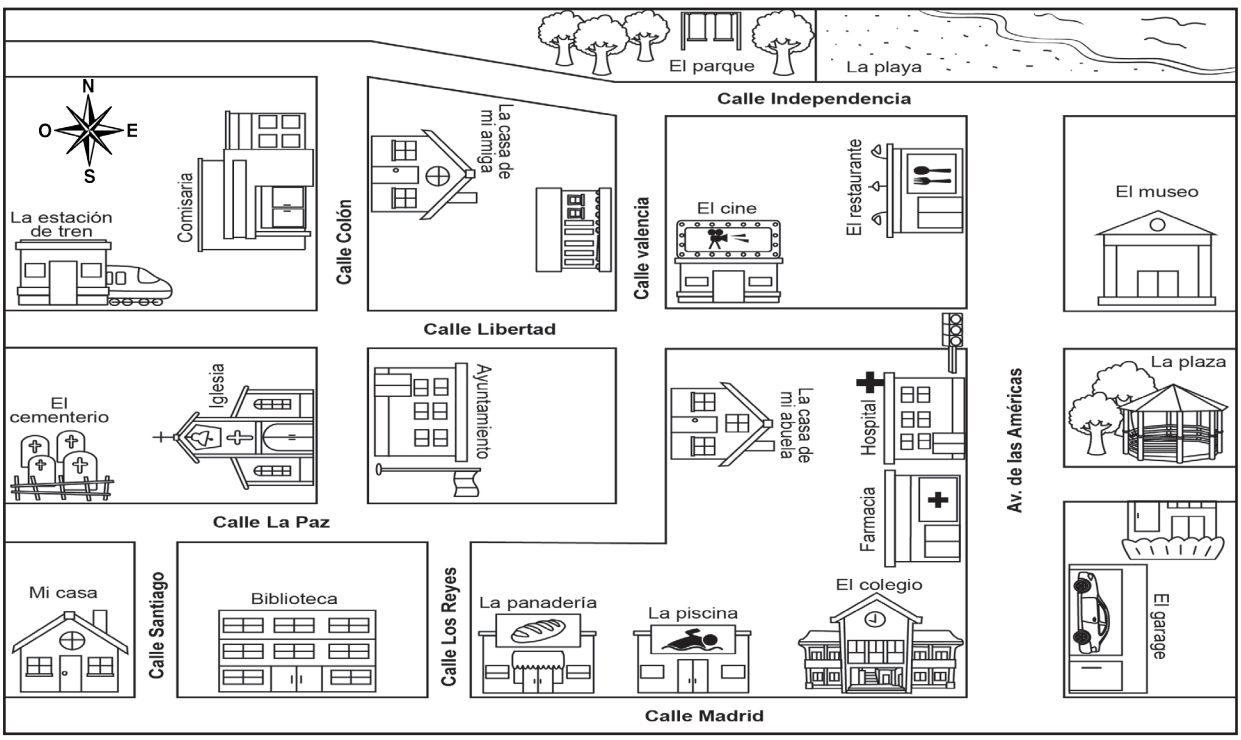 El parque
La playa
Calle Independencia
N
O
E
S
La estación
de tren
Comisaria
Calle Colón
La casa de
mi amiga
Calle valencia
El cine
El restaurante
El museo
Calle Libertad
El
cementerio
Iglesia
Ayuntamiento
La casa de
mi abuela
Hospital
Farmacia
Av. de las Américas
La plaza
Calle La Paz
Mi casa
Calle Santiago
Biblioteca
Calle Los Reyes
La panadería
La piscina
El colegio
El garage
Calle Madrid